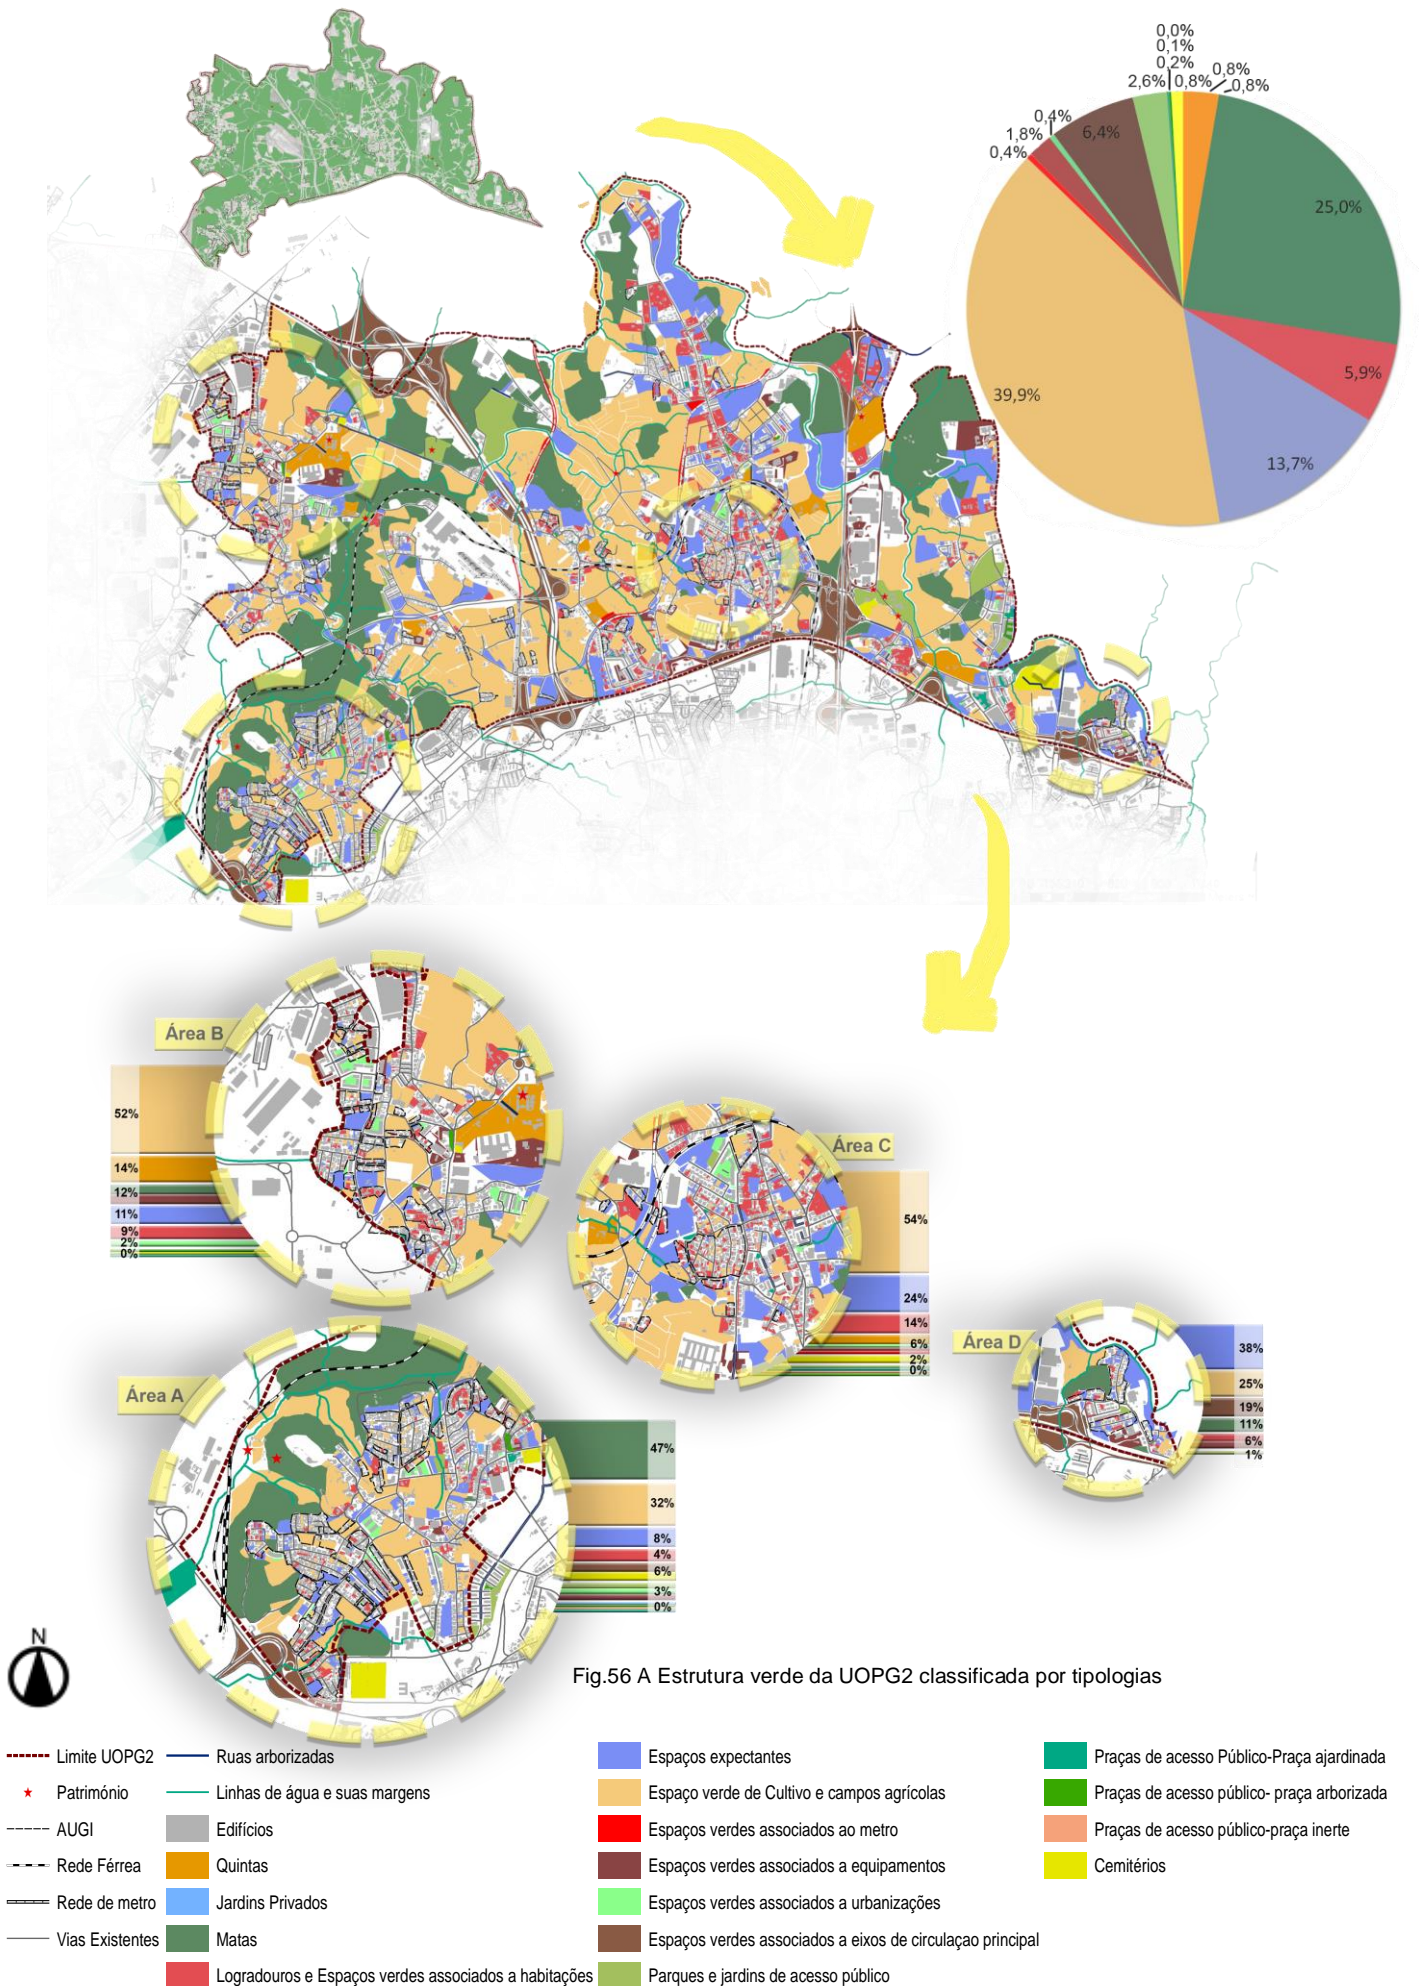 0,0%
0,1%
0,2%
2,6%
0,8%
0,8%
0,8%
0,4%
1,8%
0,4%
6,4%
25,0%
5,9%
13,7%
39,9%
Área B
52%
14%
12%
11%
9%
2%
0%
Área C
54%
24%
14%
6%
2%
0%
Área D
38%
25%
19%
11%
6%
1%
Área A
47%
32%
8%
4%
6%
3%
0%
N
Fig.56 A Estrutura verde da UOPG2 classificada por tipologias
Limite UOPG2
Património
AUGI
Rede Férrea
Rede de metro
Vias Existentes
Ruas arborizadas
Linhas de água e suas margens
Edifícios
Quintas
Jardins Privados
Matas
Logradouros e Espaços verdes associados a habitações
Espaços expectantes
Espaço verde de Cultivo e campos agrícolas
Espaços verdes associados ao metro
Espaços verdes associados a equipamentos
Espaços verdes associados a urbanizações
Espaços verdes associados a eixos de circulaçao principal
Parques e jardins de acesso público
Praças de acesso Público-Praça ajardinada
Praças de acesso público- praça arborizada
Praças de acesso público-praça inerte
Cemitérios